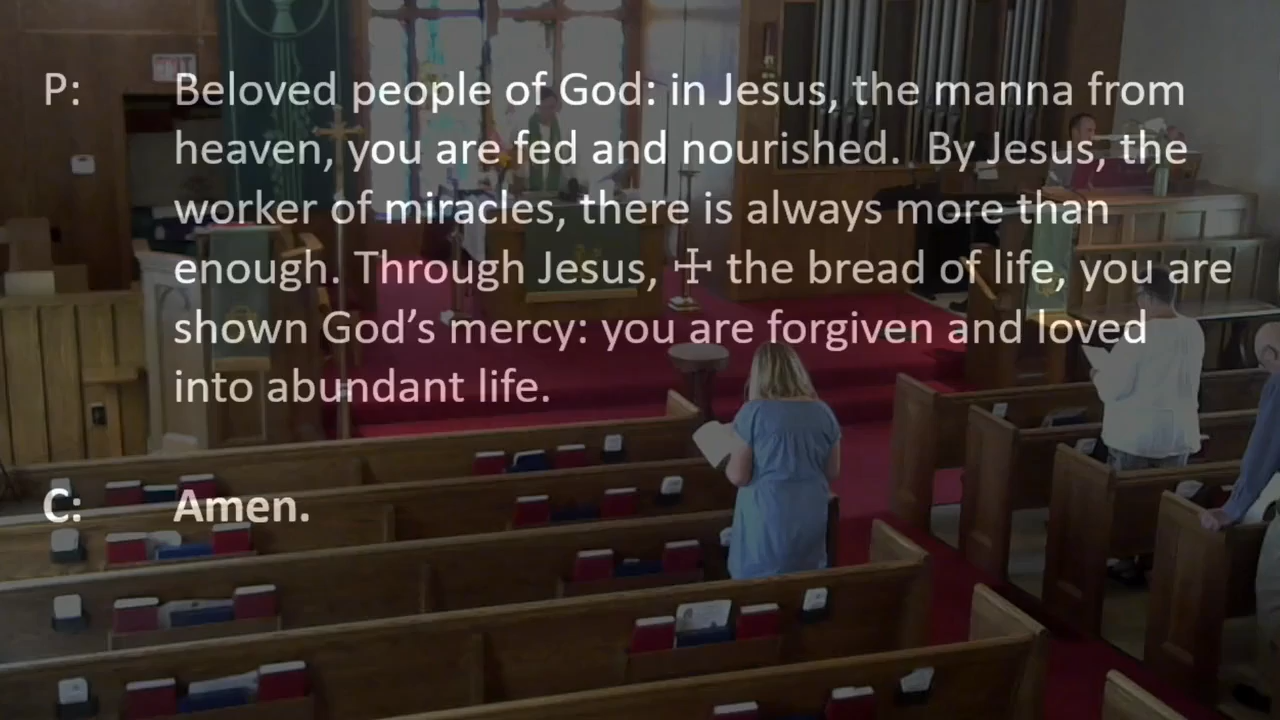 P: Beloved people of God: in Jesus, the manna from
heaven, you are fed and nourished.  By Jesus, the
worker of miracles, there is always more than
enough. Through Jesus, ☩ the bread of life, you are
shown God’s mercy: you are forgiven and loved
into abundant life.
C: Amen.